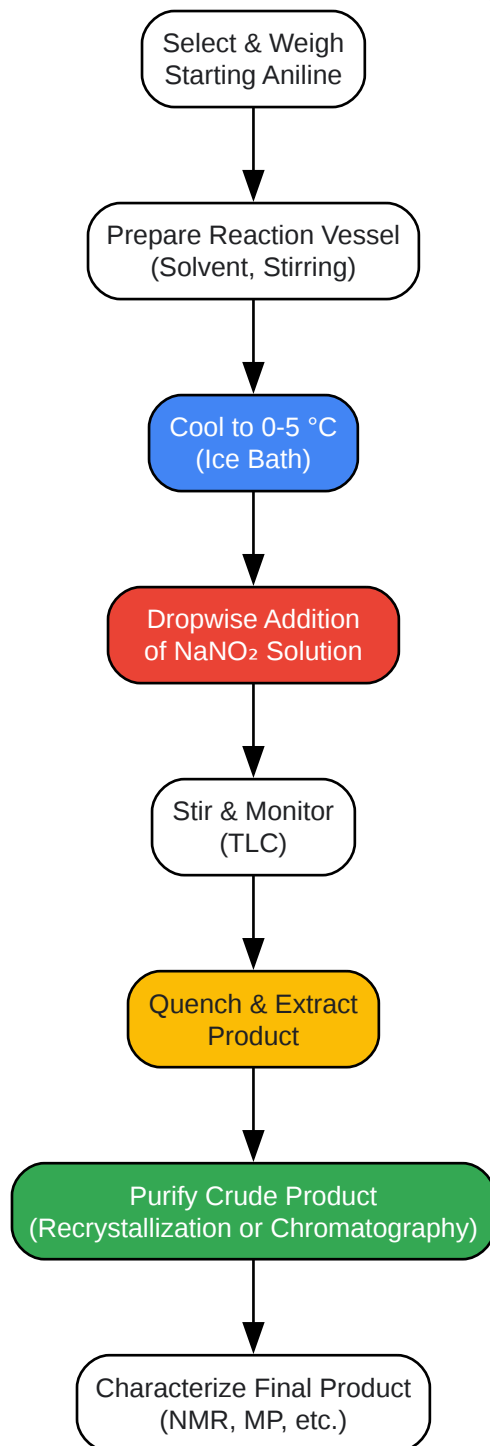 Select & Weigh
Starting Aniline
Prepare Reaction Vessel
(Solvent, Stirring)
Cool to 0-5 °C
(Ice Bath)
Dropwise Addition
of NaNO₂ Solution
Stir & Monitor
(TLC)
Quench & Extract
Product
Purify Crude Product
(Recrystallization or Chromatography)
Characterize Final Product
(NMR, MP, etc.)